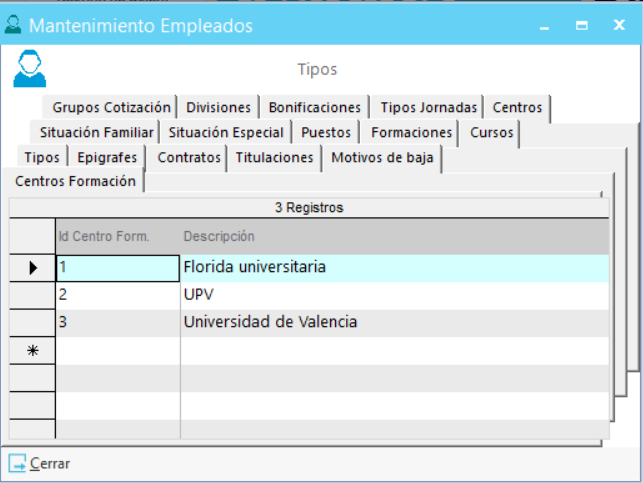 Mantenimiento Empleados
Tipos
Grupos Cotización Divisiones Bonificaciones Tipos Jornadas Centros
Situación Familiar Situación Especial Puestos Formaciones Cursos
Tipos Epigrafes Contratos Titulaciones Motivos de baja
Centros Formación
3 Registros
Id Centro Form. Descripción
1 Florida universitaria
2 UPV
3 Universidad de Valencia
Cerrar